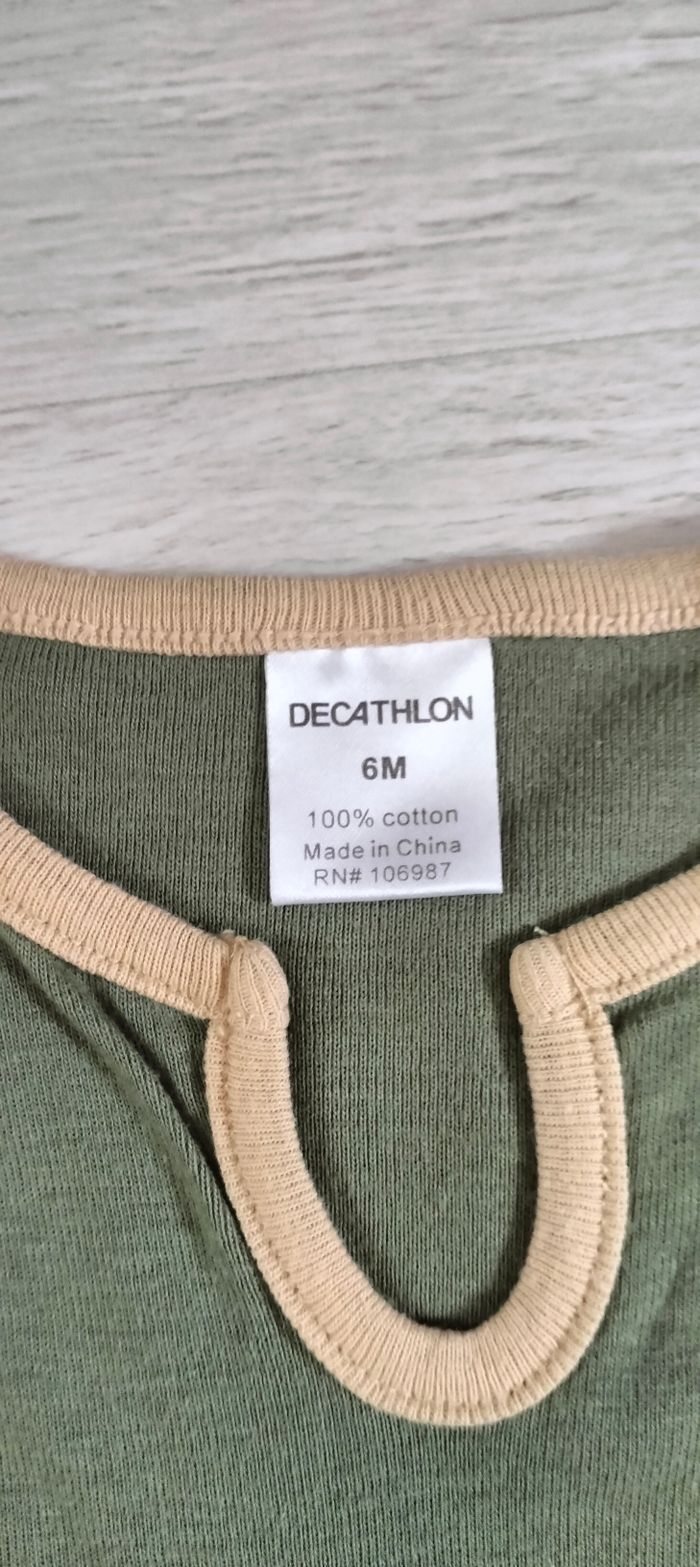 DECATHLON
6M
100% cotton
Made in China
RN# 106987